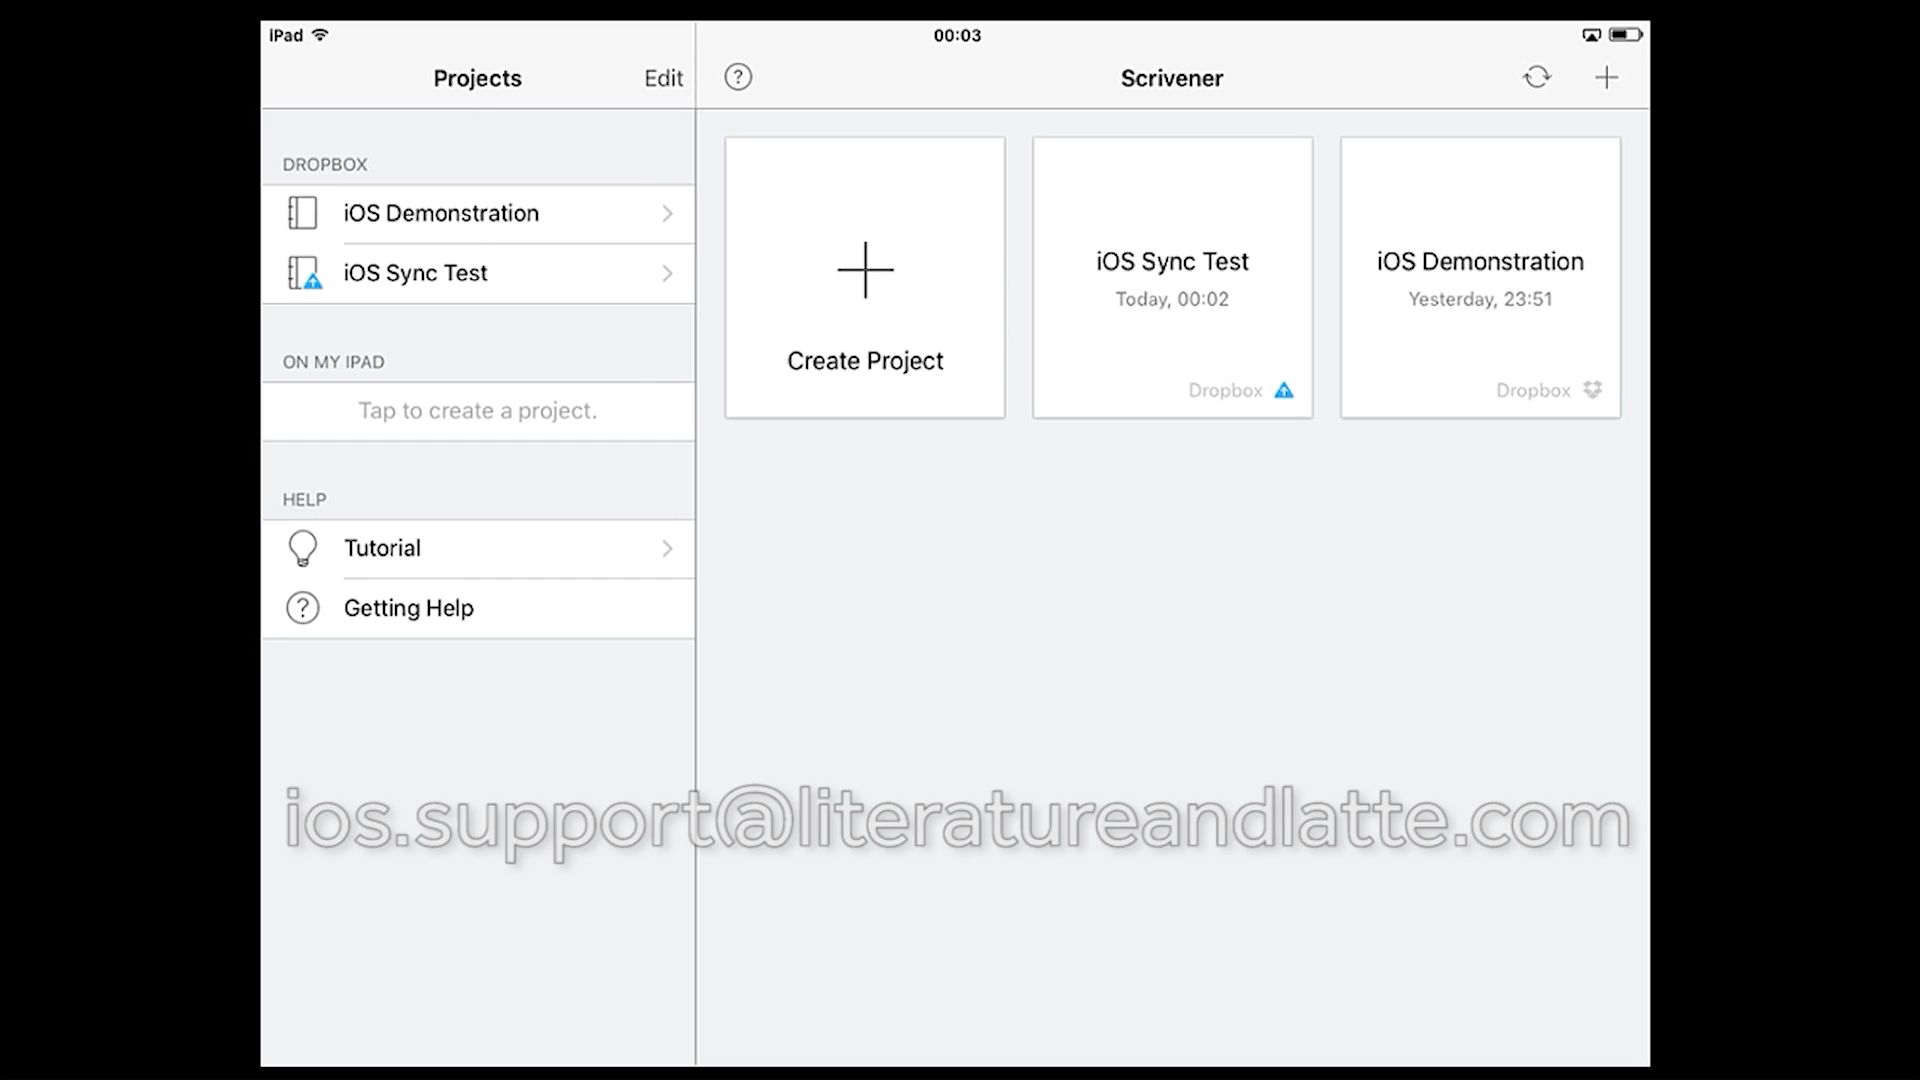 iPad
00:03
Projects
Edit
?
Scrivener
DROPBOX
iOS Demonstration
iOS Sync Test
ON MY IPAD
Tap to create a project.
HELP
Tutorial
? Getting Help
Create Project
iOS Sync Test
Today, 00:02
Dropbox
iOS Demonstration
Yesterday, 23:51
Dropbox
ios.support@literatureandlatte.com